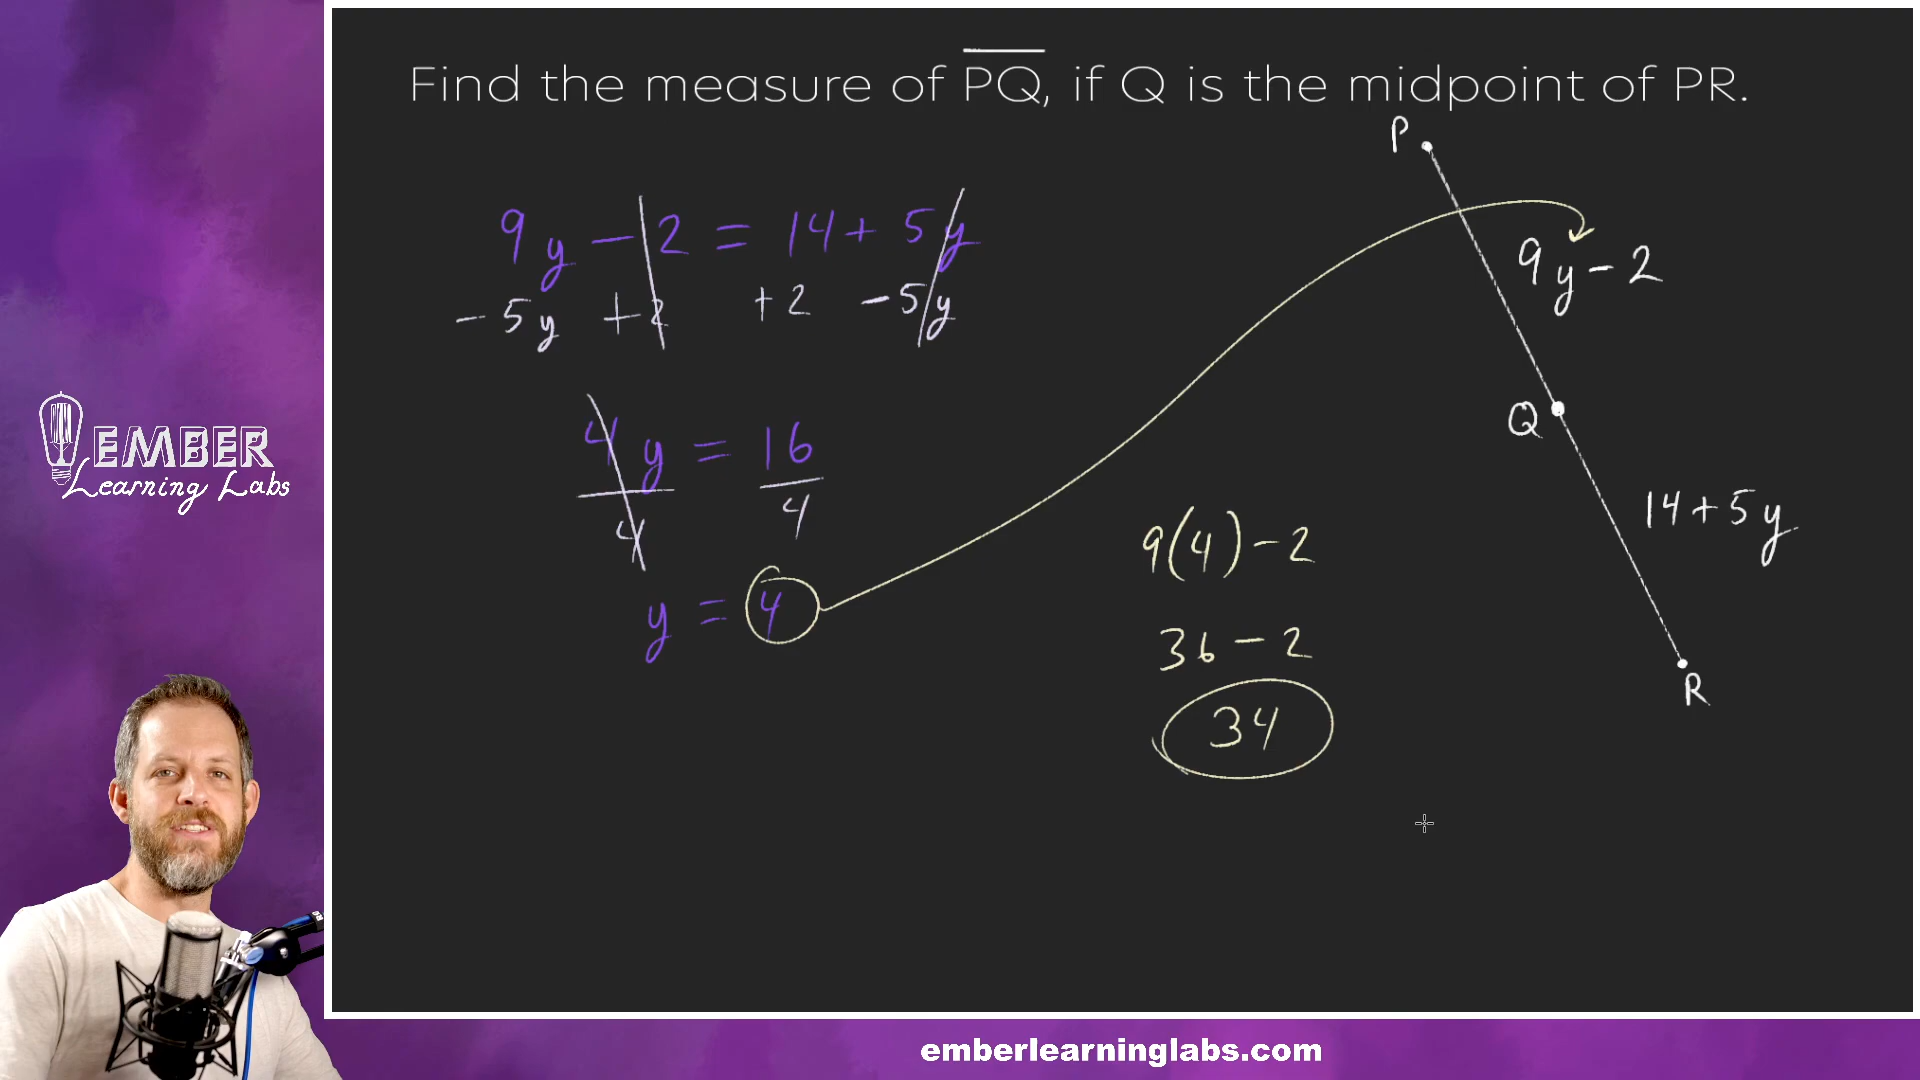 Find the measure of PQ, if Q is the midpoint of PR.
P
9y - 2 = 14 + 5y
- 5y + 2 + 2 - 5y
9y - 2
Q
4y = 16
4 4
EMBER
Learning Labs
14 + 5y
9(4) - 2
y = 4
36 - 2
R
34
emberlearninglabs.com